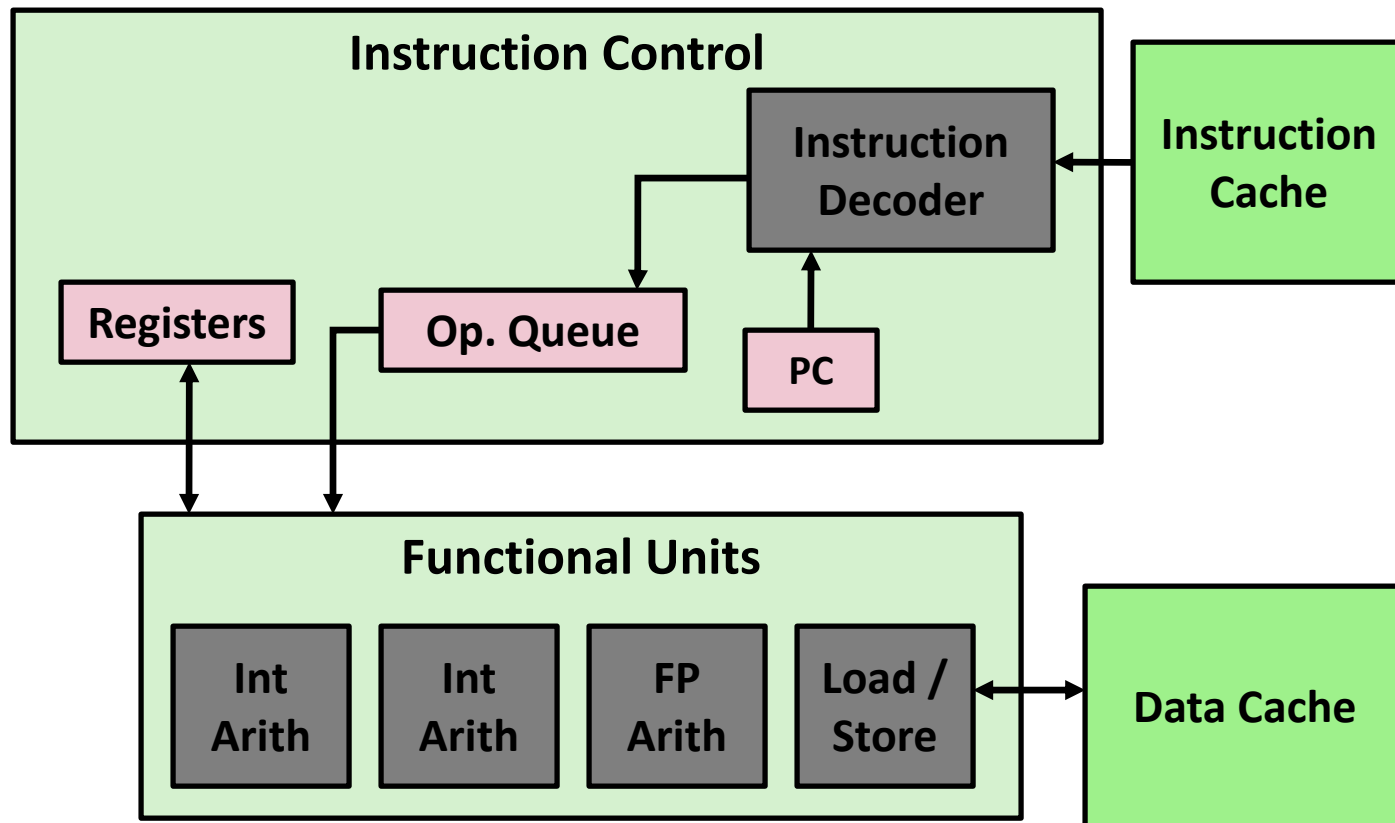 Instruction Control
Instruction
Decoder
Instruction
Cache
Registers
Op. Queue
PC
Functional Units
Int
Arith
Int
Arith
FP
Arith
Load /
Store
Data Cache